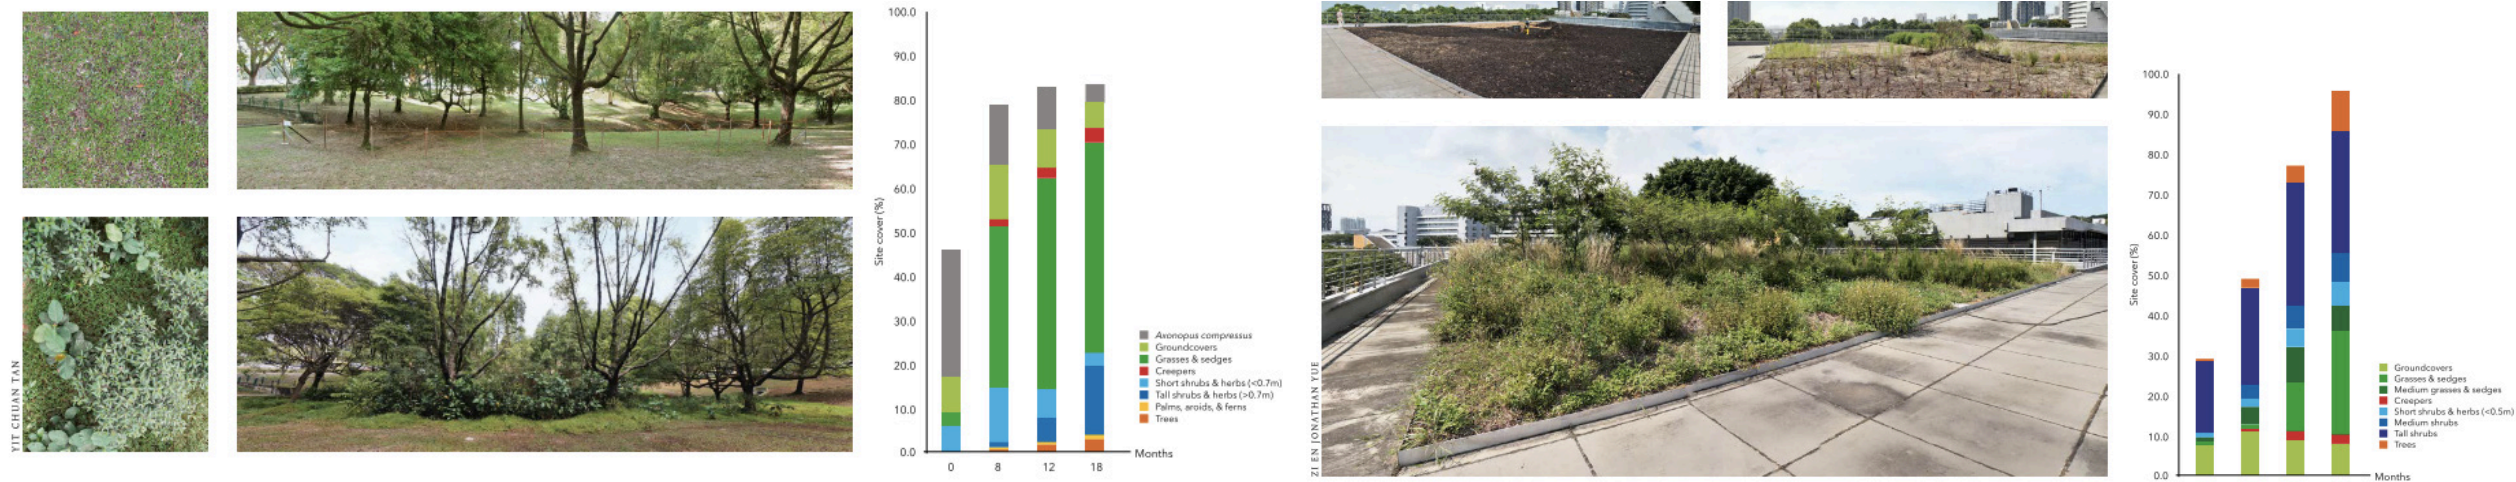 YIT CHUAN TAN
100.0
90.0
80.0
70.0
60.0
50.0
40.0
30.0
20.0
10.0
0.0
Site cover (%)
0 8 12 18
Months
Axonopus compressus
Groundcovers
Grasses & sedges
Creepers
Short shrubs & herbs (<0.7m)
Tall shrubs & herbs (>0.7m)
Palms, aroids, & ferns
Trees
ZI EN JONATHAN YUE
100.0
90.0
80.0
70.0
60.0
50.0
40.0
30.0
20.0
10.0
0.0
Site cover (%)
Months
Groundcovers
Grasses & sedges
Medium grasses & sedges
Creepers
Short shrubs & herbs (<0.5m)
Medium shrubs
Tall shrubs
Trees